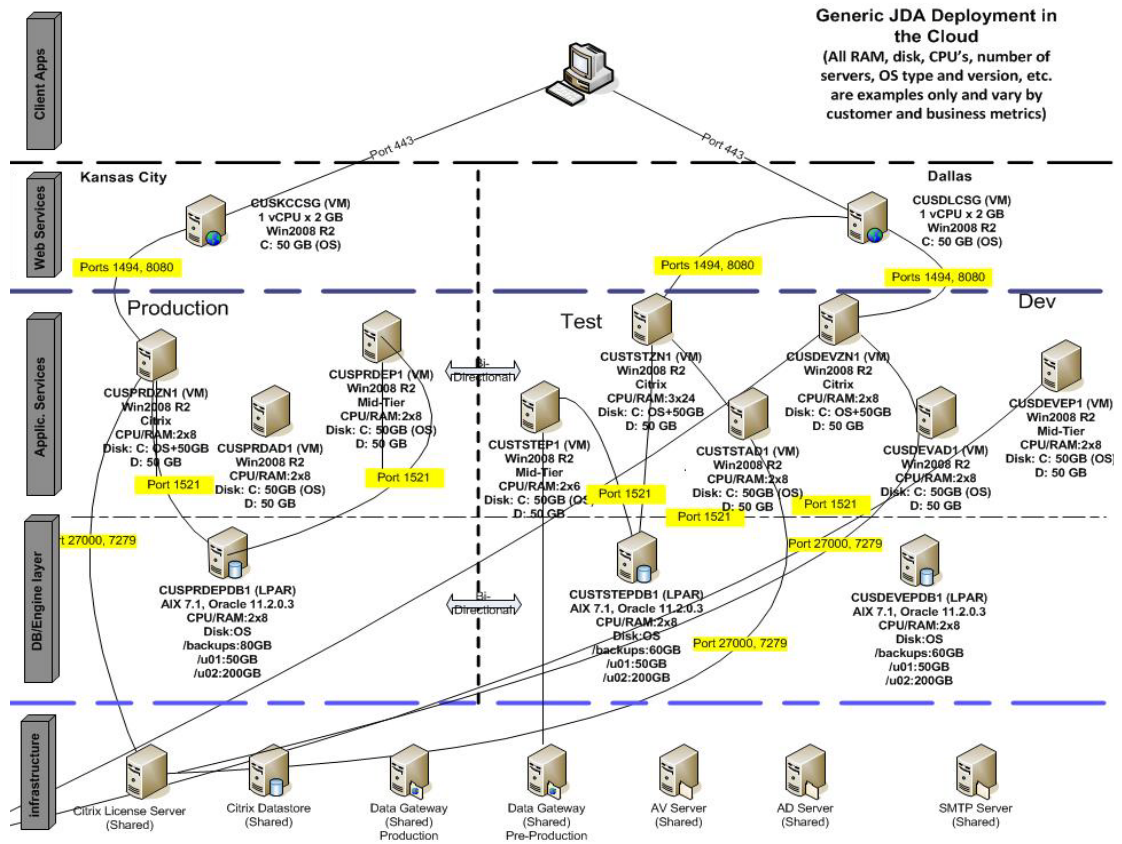 Generic JDA Deployment in
the Cloud
(All RAM, disk, CPU's, number of
servers, OS type and version, etc.
are examples only and vary by
customer and business metrics)
Client Apps
Port 443
Port 443
Kansas City
Dallas
Web Services
CUSKCCSG (VM)
1 vCPU x 2 GB
Win2008 R2
C: 50 GB (OS)
CUSDLCSG (VM)
1 vCPU x 2 GB
Win2008 R2
C: 50 GB (OS)
Ports 1494, 8080
Ports 1494, 8080
Ports 1494, 8080
Applic. Services
Production
Test
Dev
CUSPRDZN1 (VM)
Win2008 R2
Citrix
CPU/RAM:2x8
Disk: C: OS+50GB
D: 50 GB
CUSPRDAD1 (VM)
Win2008 R2
CPU/RAM:2x8
Disk: C: 50GB (OS)
D: 50 GB
CUSPRDEP1 (VM)
Win2008 R2
Mid-Tier
CPU/RAM:2x8
Disk: C: 50GB (OS)
D: 50 GB
Bi-
Directional
CUSTSTEP1 (VM)
Win2008 R2
Mid-Tier
CPU/RAM:2x6
Disk: C: 50GB (OS)
D: 50 GB
CUSTSTZN1 (VM)
Win2008 R2
Citrix
CPU/RAM:3x24
Disk: C: OS+50GB
D: 50 GB
CUSTSTAD1 (VM)
Win2008 R2
CPU/RAM:2x8
Disk: C: 50GB (OS)
D: 50 GB
CUSDEVZN1 (VM)
Win2008 R2
Citrix
CPU/RAM:2x8
Disk: C: OS+50GB
D: 50 GB
CUSDEVAD1 (VM)
Win2008 R2
CPU/RAM:2x8
Disk: C: 50GB (OS)
D: 50 GB
CUSDEVEP1 (VM)
Win2008 R2
Mid-Tier
CPU/RAM:2x8
Disk: C: 50GB (OS)
D: 50 GB
Port 1521
Port 1521
Port 1521
Port 1521
Port 1521
DB/Engine layer
rt 27000, 7279
Port 27000, 7279
Port 27000, 7279
CUSPRDEPDB1 (LPAR)
AIX 7.1, Oracle 11.2.0.3
CPU/RAM:2x8
Disk:OS
/backups:80GB
/u01:50GB
/u02:200GB
Bi-
Directional
CUSTSTEPDB1 (LPAR)
AIX 7.1, Oracle 11.2.0.3
CPU/RAM:2x8
Disk:OS
/backups:60GB
/u01:50GB
/u02:200GB
CUSDEVEPDB1 (LPAR)
AIX 7.1, Oracle 11.2.0.3
CPU/RAM:2x8
Disk:OS
/backups:60GB
/u01:50GB
/u02:200GB
infrastructure
Citrix License Server
(Shared)
Citrix Datastore
(Shared)
Data Gateway
(Shared)
Production
Data Gateway
(Shared)
Pre-Production
AV Server
(Shared)
AD Server
(Shared)
SMTP Server
(Shared)